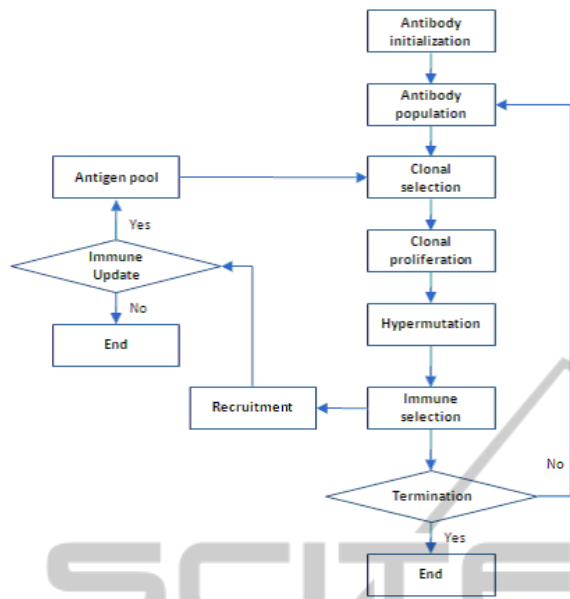 Antibody
initialization
Antibody
population
Antigen pool
Clonal
selection
Yes
Immune
Update
Clonal
proliferation
No
End
Hypermutation
Recruitment
Immune
selection
No
Termination
Yes
End
SCITE